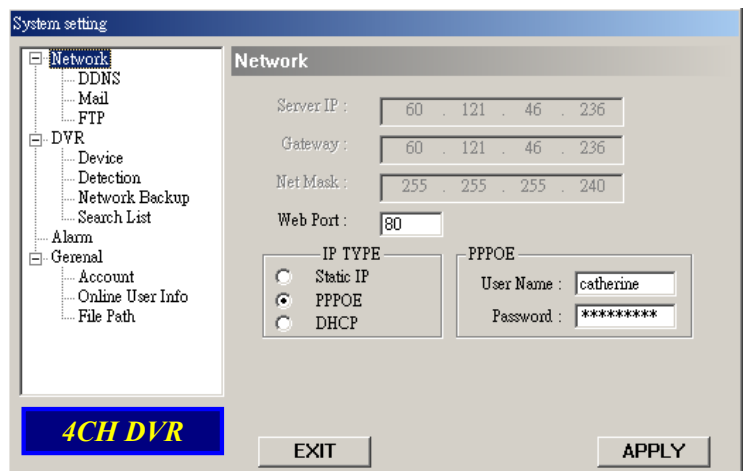 System setting
Network
DDNS
Mail
FTP
DVR
Device
Detection
Network Backup
Search List
Alarm
Gerenal
Account
Online User Info
File Path
4CH DVR
Network
Server IP : 60 . 121 . 46 . 236
Gateway : 60 . 121 . 46 . 236
Net Mask : 255 . 255 . 255 . 240
Web Port : 80
IP TYPE
Static IP
PPPOE
DHCP
PPPOE
User Name : catherine
Password : *********
EXIT
APPLY